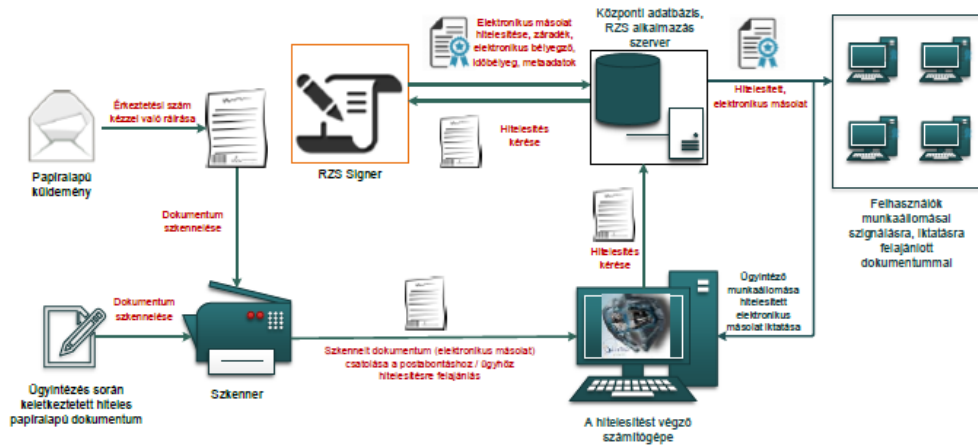 Elektronikus másolat
hitelesítése, záradék,
elektronikus bélyegző,
időbélyeg, metaadatok
Központi adatbázis,
RZS alkalmazás
szerver
Érkeztetési szám
kézzel való ráírása
Hitelesítés
kérése
Hitelesített,
elektronikus másolat
Papíralapú
küldemény
RZS Signer
Felhasználók
munkaállomásai
szignálásra, iktatásra
felajánlott
dokumentummal
Dokumentum
szkennelése
Hitelesítés
kérése
Ügyintéző
munkaállomása
hitelesített
elektronikus
másolat iktatása
Dokumentum
szkennelése
Szkennelt dokumentum (elektronikus másolat)
csatolása a postabontáshoz / ügyhöz
hitelesítésre felajánlás
Ügyintézés során
keletkeztetett hiteles
papíralapú dokumentum
Szkenner
A hitelesítést végző
számítógépe